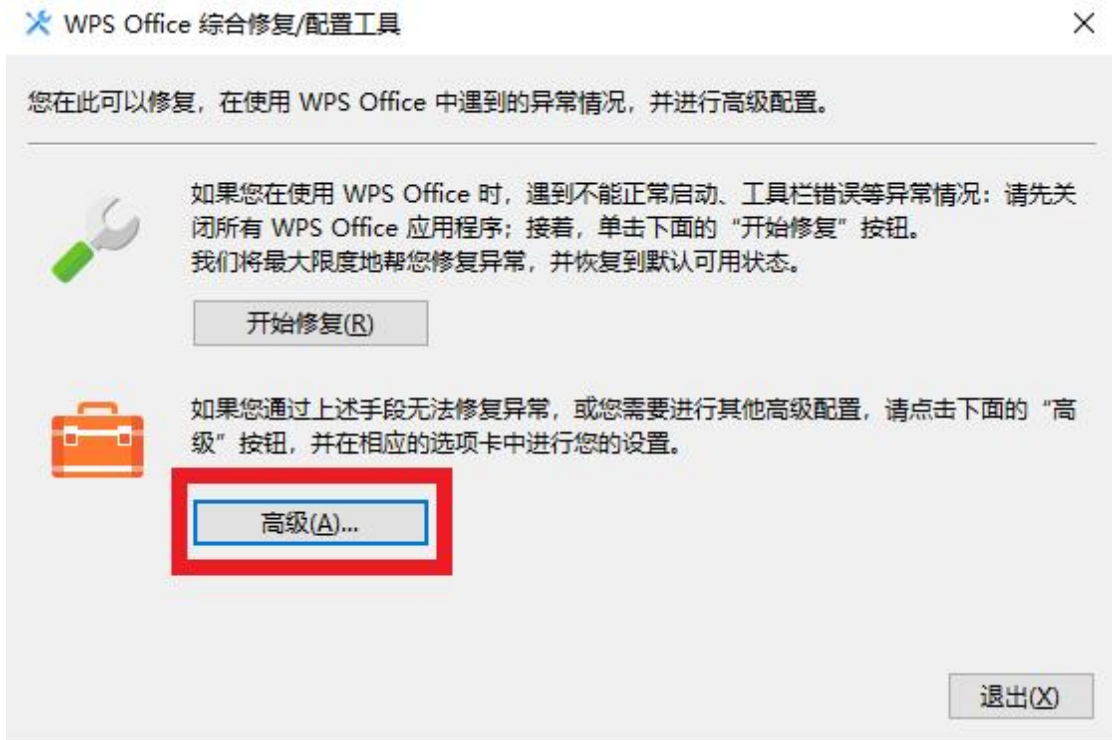 WPS Office 综合修复/配置工具
您在此可以修复，在使用 WPS Office 中遇到的异常情况，并进行高级配置。
如果您在使用 WPS Office 时，遇到不能正常启动、工具栏错误等异常情况：请先关
闭所有 WPS Office 应用程序；接着，单击下面的“开始修复”按钮。
我们将最大限度地帮您修复异常，并恢复到默认可用状态。
开始修复(R)
如果您通过上述手段无法修复异常，或您需要进行其他高级配置，请点击下面的“高
级”按钮，并在相应的选项卡中进行您的设置。
高级(A)...
退出(X)